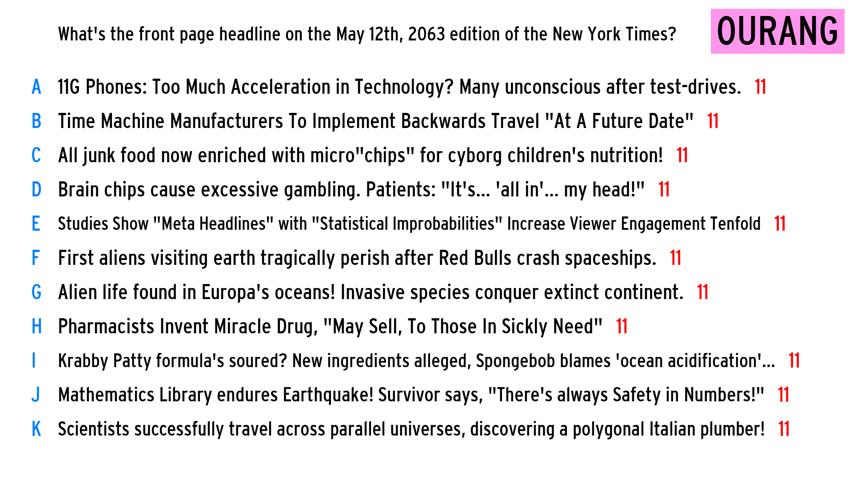 What's the front page headline on the May 12th, 2063 edition of the New York Times? OURANG
A 11G Phones: Too Much Acceleration in Technology? Many unconscious after test-drives. 11
B Time Machine Manufacturers To Implement Backwards Travel "At A Future Date" 11
C All junk food now enriched with micro"chips" for cyborg children's nutrition! 11
D Brain chips cause excessive gambling. Patients: "It's... 'all in'... my head!" 11
E Studies Show "Meta Headlines" with "Statistical Improbabilities" Increase Viewer Engagement Tenfold 11
F First aliens visiting earth tragically perish after Red Bulls crash spaceships. 11
G Alien life found in Europa's oceans! Invasive species conquer extinct continent. 11
H Pharmacists Invent Miracle Drug, "May Sell, To Those In Sickly Need" 11
I Krabby Patty formula's soured? New ingredients alleged, Spongebob blames 'ocean acidification'... 11
J Mathematics Library endures Earthquake! Survivor says, "There's always Safety in Numbers!" 11
K Scientists successfully travel across parallel universes, discovering a polygonal Italian plumber! 11